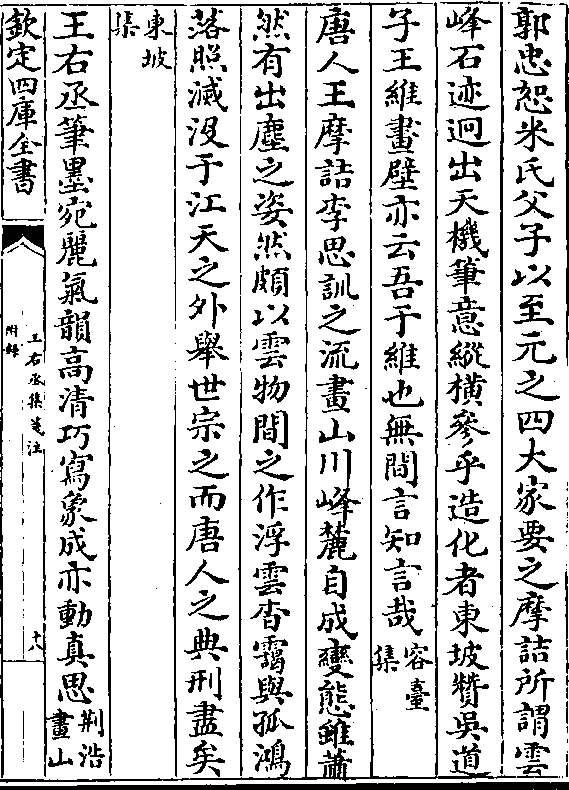 郭忠恕米氏父子以至元之四大家要之摩詰所謂雲
峰石迹迥出天機筆意縱横參乎造化者東坡贊吳道
子王維畫壁亦云吾于維也無間言知言哉容臺集
唐人王摩詰李思訓之流畫山川峰麓自成變態雖蕭
然有出塵之姿然頗以雲物間之作浮雲杳靄與孤鴻
落照滅没于江天之外舉世宗之而唐人之典刑盡矣
東坡集
王右丞筆墨宛麗氣韻高清巧寫象成亦動真思荆浩畫山
欽定四庫全書
王右丞集箋注
附録
十八